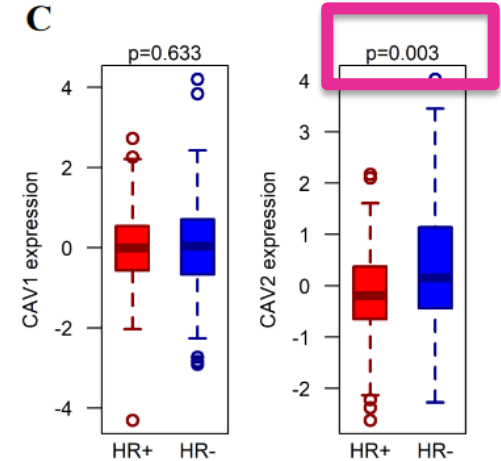 C
p=0.633
CAV1 expression
4
2
0
-2
-4
HR+ HR-
p=0.003
CAV2 expression
4
3
2
1
0
-1
-2
HR+ HR-